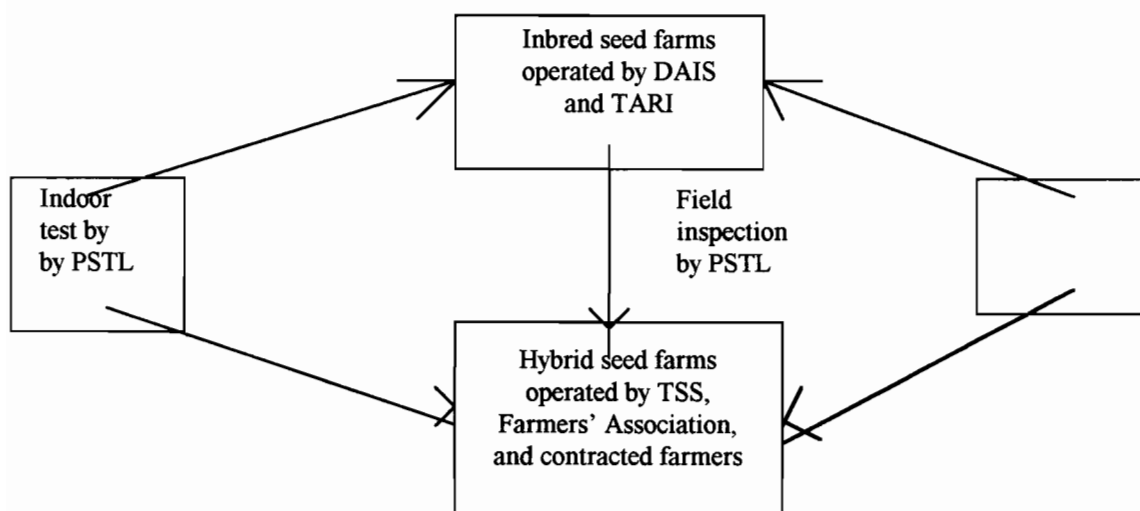 Inbred seed farms
operated by DAIS
and TARI
Indoor
test by
by PSTL
Field
inspection
by PSTL
Hybrid seed farms
operated by TSS,
Farmers’ Association,
and contracted farmers